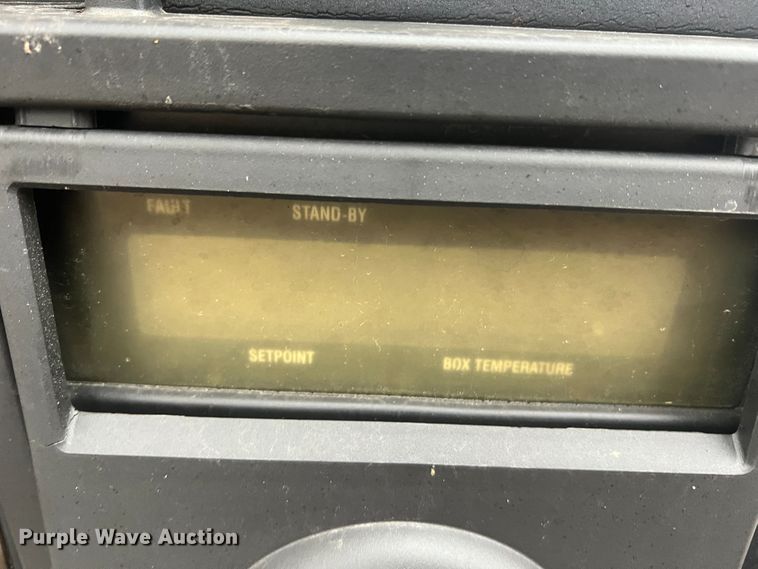 FAULT STAND-BY
SETPOINT BOX TEMPERATURE
Purple Wave Auction